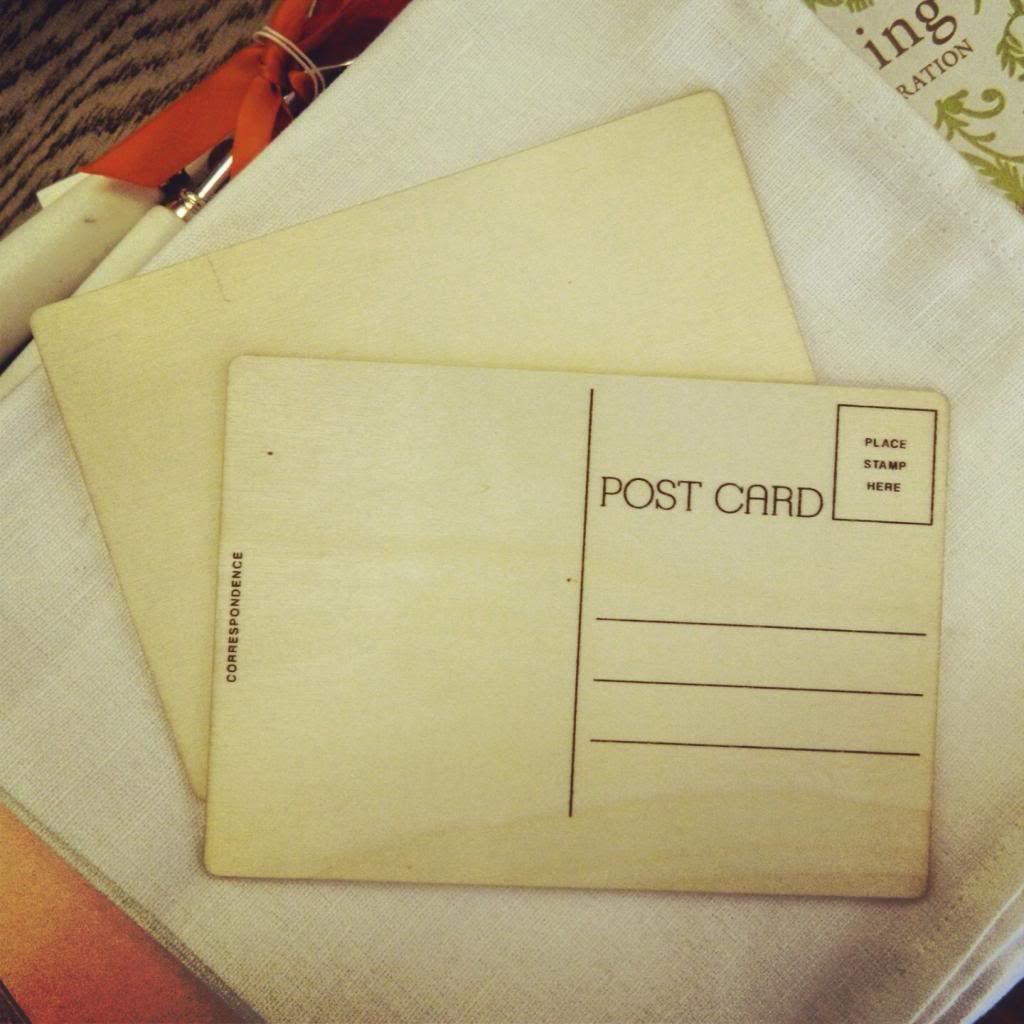 ing
RATION
POST CARD
PLACE
STAMP
HERE
CORRESPONDENCE